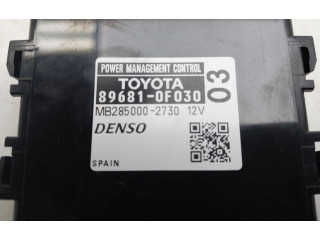 POWER MANAGEMENT CONTROL
TOYOTA
89681-0F030
03
MB285000-2730 12V
DENSO
SPAIN